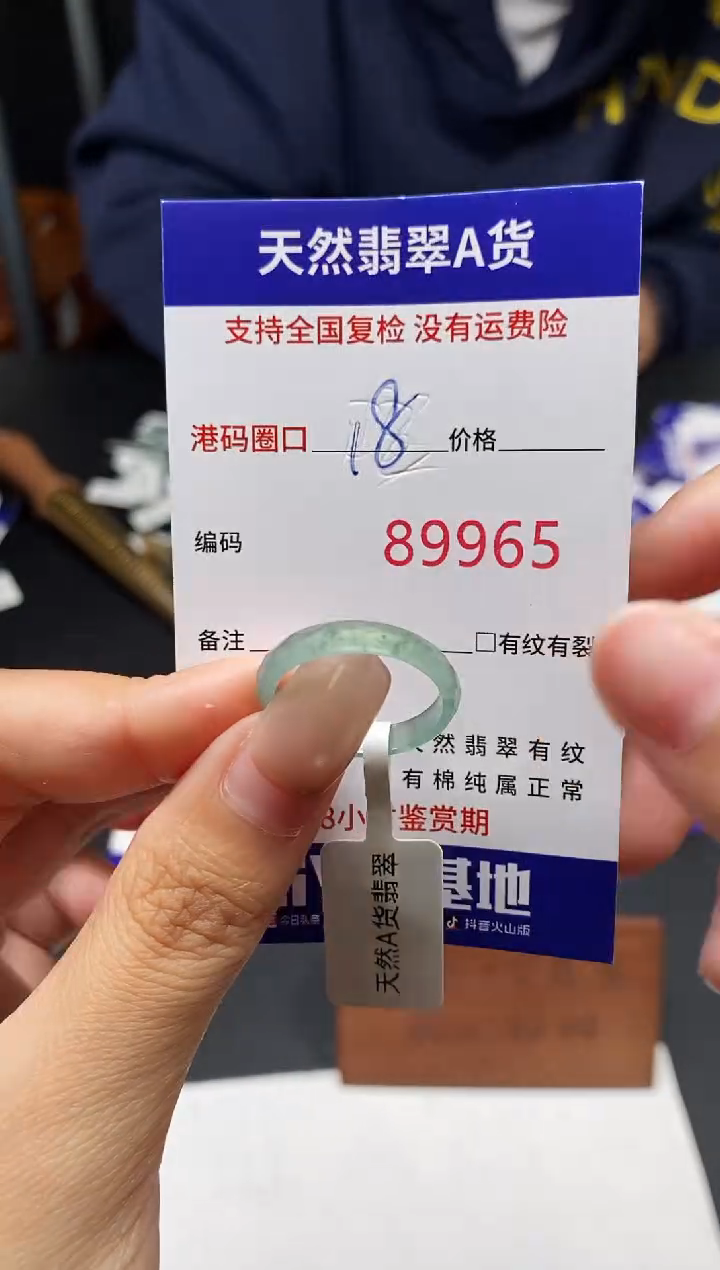 天然翡翠A货
支持全国复检 没有运费险
港码圈口 18 价格
编码 89965
备注 □有纹有裂
然翡翠有纹
有棉纯属正常
8小 鉴赏期
基地
抖音火山版
天然A货翡翠